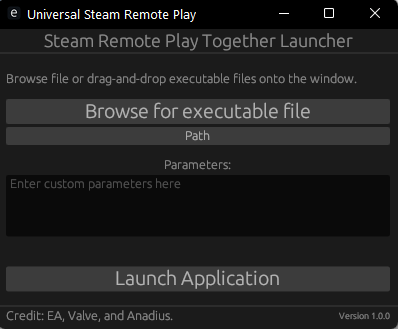 e Universal Steam Remote Play
Steam Remote Play Together Launcher
Browse file or drag-and-drop executable files onto the window.
Browse for executable file
Path
Parameters:
Enter custom parameters here
Launch Application
Credit: EA, Valve, and Anadius.
Version 1.0.0